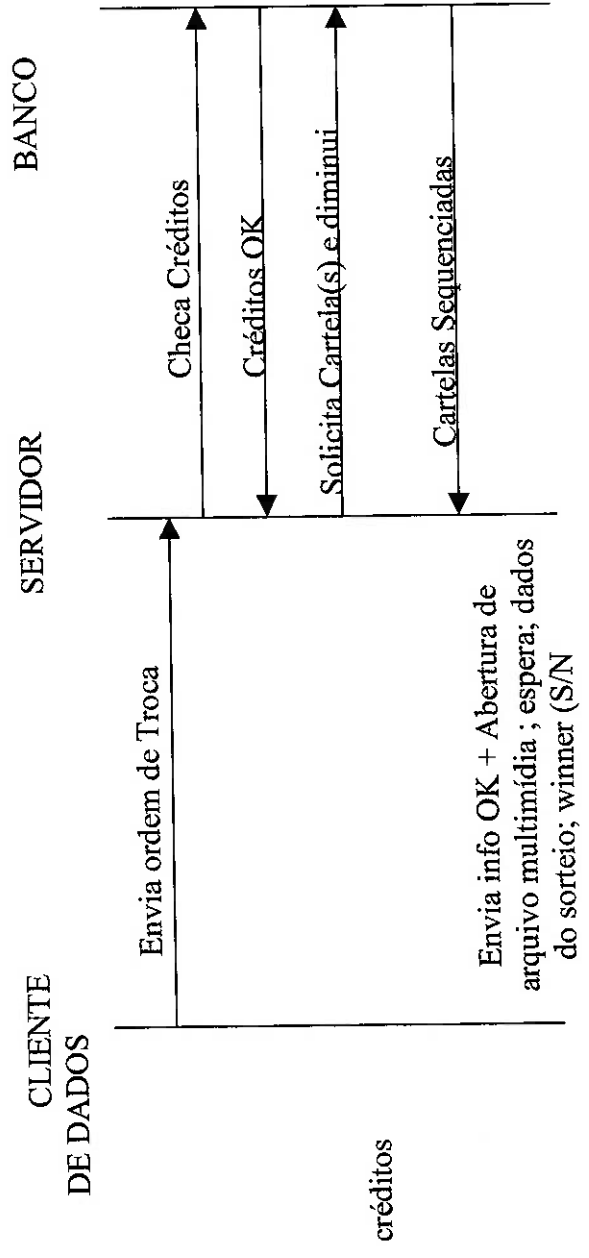 CLIENTE SERVIDOR BANCO
DE DADOS
Envia ordem de Troca
Checa Créditos
Créditos OK
Solicita Cartela(s) e diminui
créditos
Cartelas Sequenciadas
Envia info OK + Abertura de
arquivo multimídia ; espera; dados
do sorteio; winner (S/N